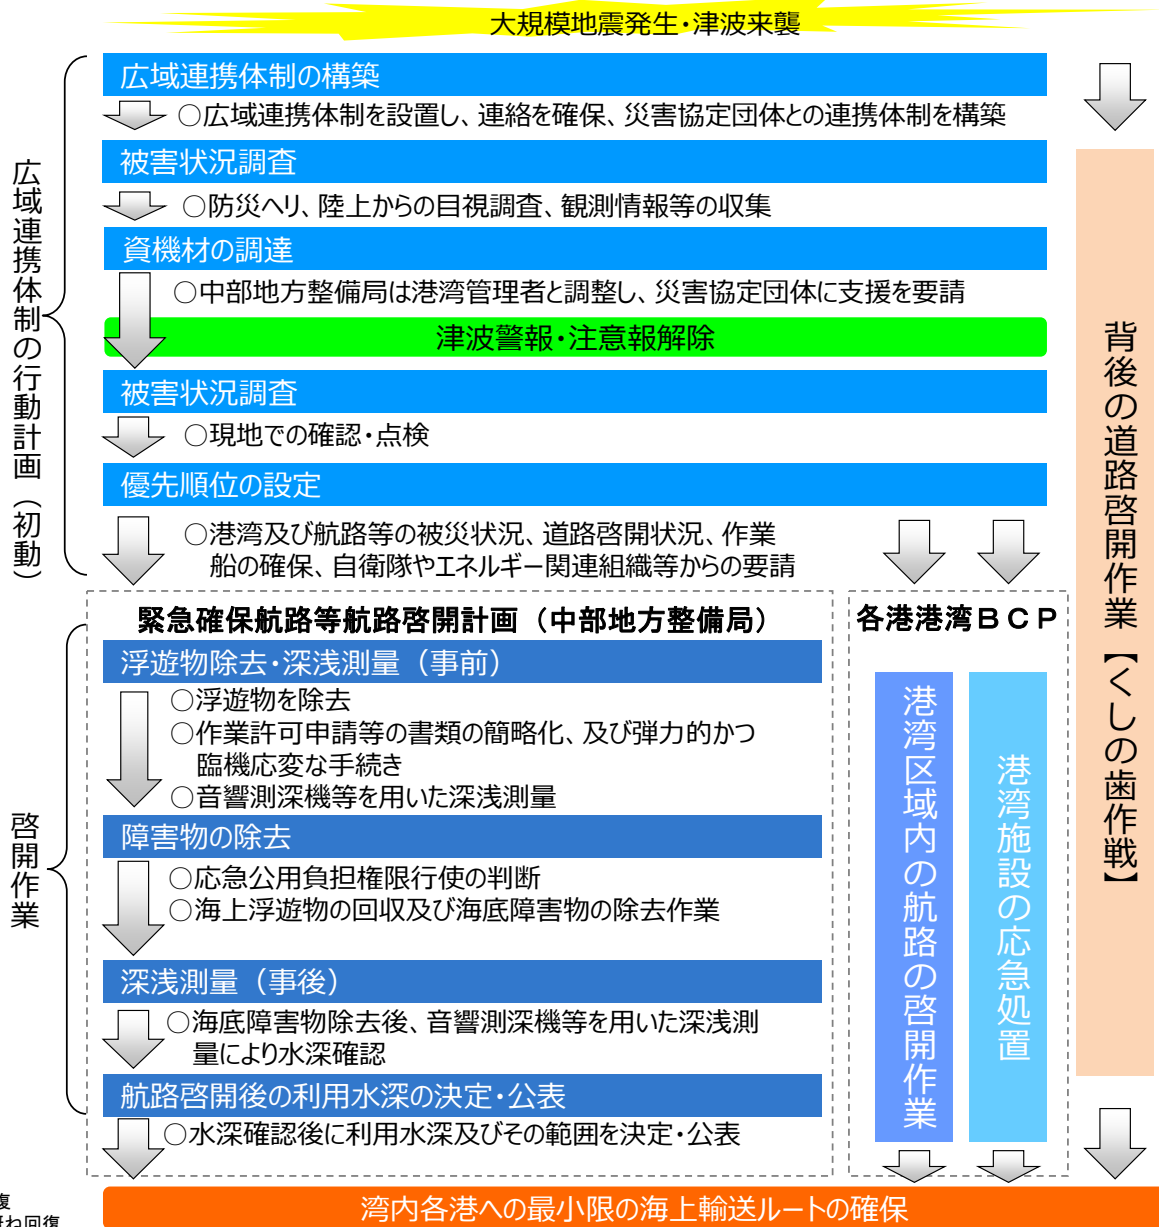 大規模地震発生・津波来襲
広域連携体制の行動計画（初動）
広域連携体制の構築
○広域連携体制を設置し、連絡を確保、災害協定団体との連携体制を構築
被害状況調査
○防災ヘリ、陸上からの目視調査、観測情報等の収集
資機材の調達
○中部地方整備局は港湾管理者と調整し、災害協定団体に支援を要請
津波警報・注意報解除
被害状況調査
○現地での確認・点検
優先順位の設定
○港湾及び航路等の被災状況、道路啓開状況、作業
船の確保、自衛隊やエネルギー関連組織等からの要請
啓開作業
緊急確保航路等航路啓開計画（中部地方整備局）
浮遊物除去・深浅測量（事前）
○浮遊物を除去
○作業許可申請等の書類の簡略化、及び弾力的かつ
臨機応変な手続き
○音響測深機等を用いた深浅測量
障害物の除去
○応急公用負担権限行使の判断
○海上浮遊物の回収及び海底障害物の除去作業
深浅測量（事後）
○海底障害物除去後、音響測深機等を用いた深浅測
量により水深確認
航路啓開後の利用水深の決定・公表
○水深確認後に利用水深及びその範囲を決定・公表
各港港湾ＢＣＰ
港湾区域内の航路の啓開作業
港湾施設の応急処置
背後の道路啓開作業【くしの歯作戦】
湾内各港への最小限の海上輸送ルートの確保